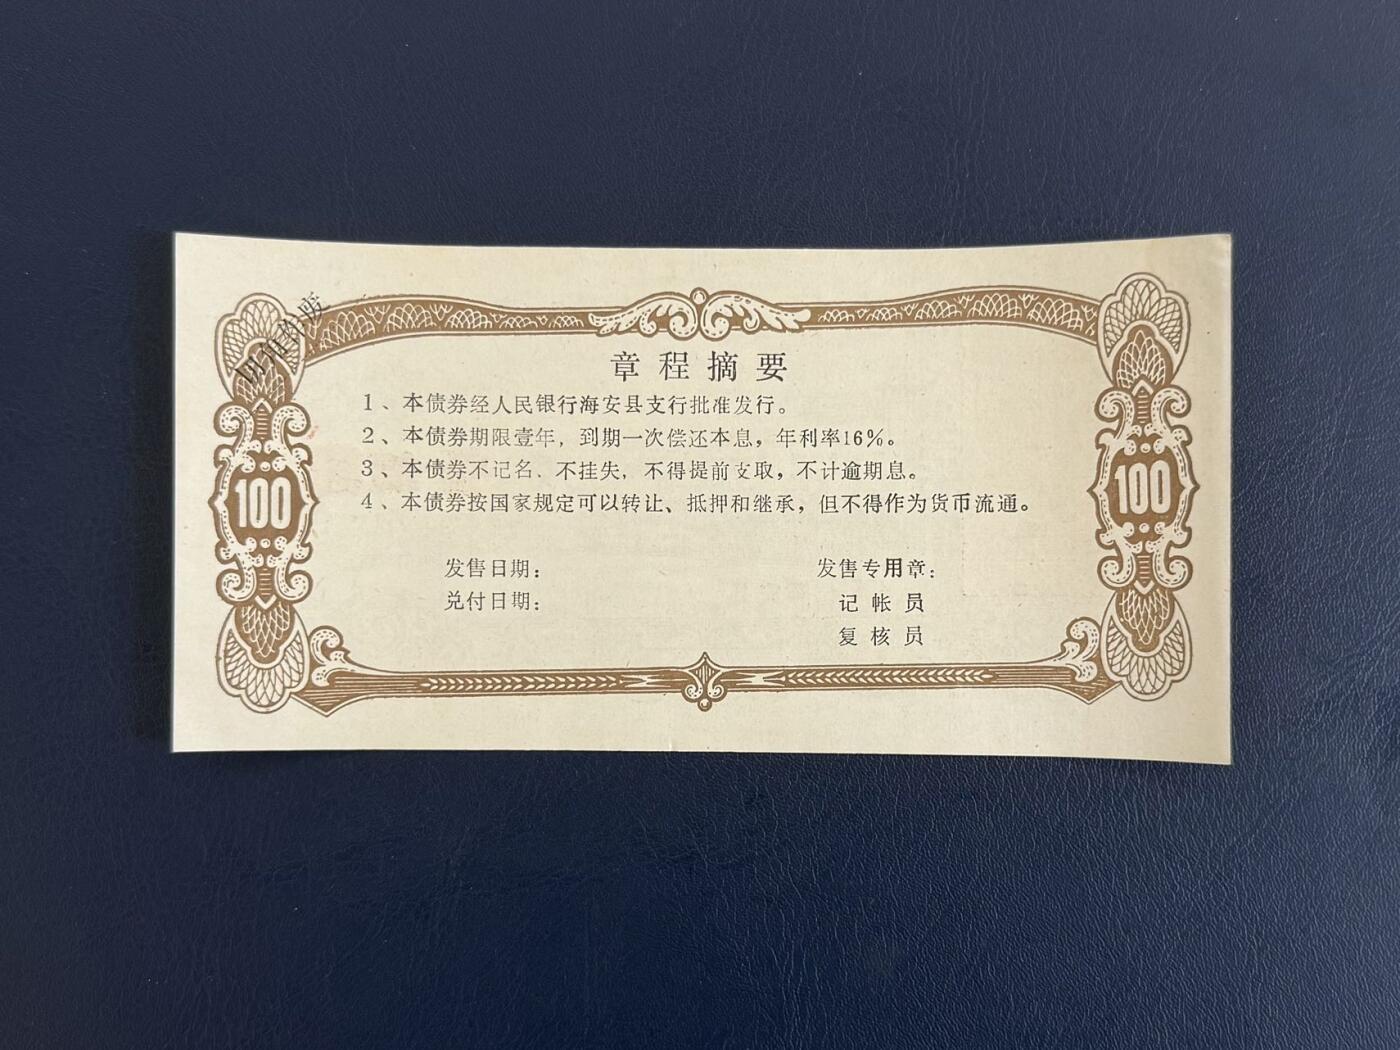 章程摘要
1、本债券经人民银行海安县支行批准发行。
2、本债券期限壹年，到期一次偿还本息，年利率16%。
3、本债券不记名、不挂失，不得提前支取，不计逾期息。
4、本债券按国家规定可以转让、抵押和继承，但不得作为货币流通。
100
100
发售日期：
发售专用章：
兑付日期：
记帐员
复核员